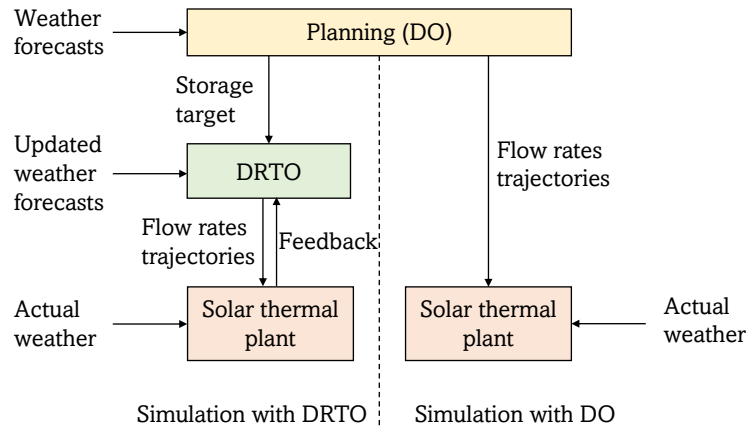 Weather
forecasts
Planning (DO)
Storage
target
Updated
weather
forecasts
DRTO
Flow rates
trajectories
Flow rates
trajectories
Feedback
Actual
weather
Solar thermal
plant
Solar thermal
plant
Actual
weather
Simulation with DRTO
Simulation with DO